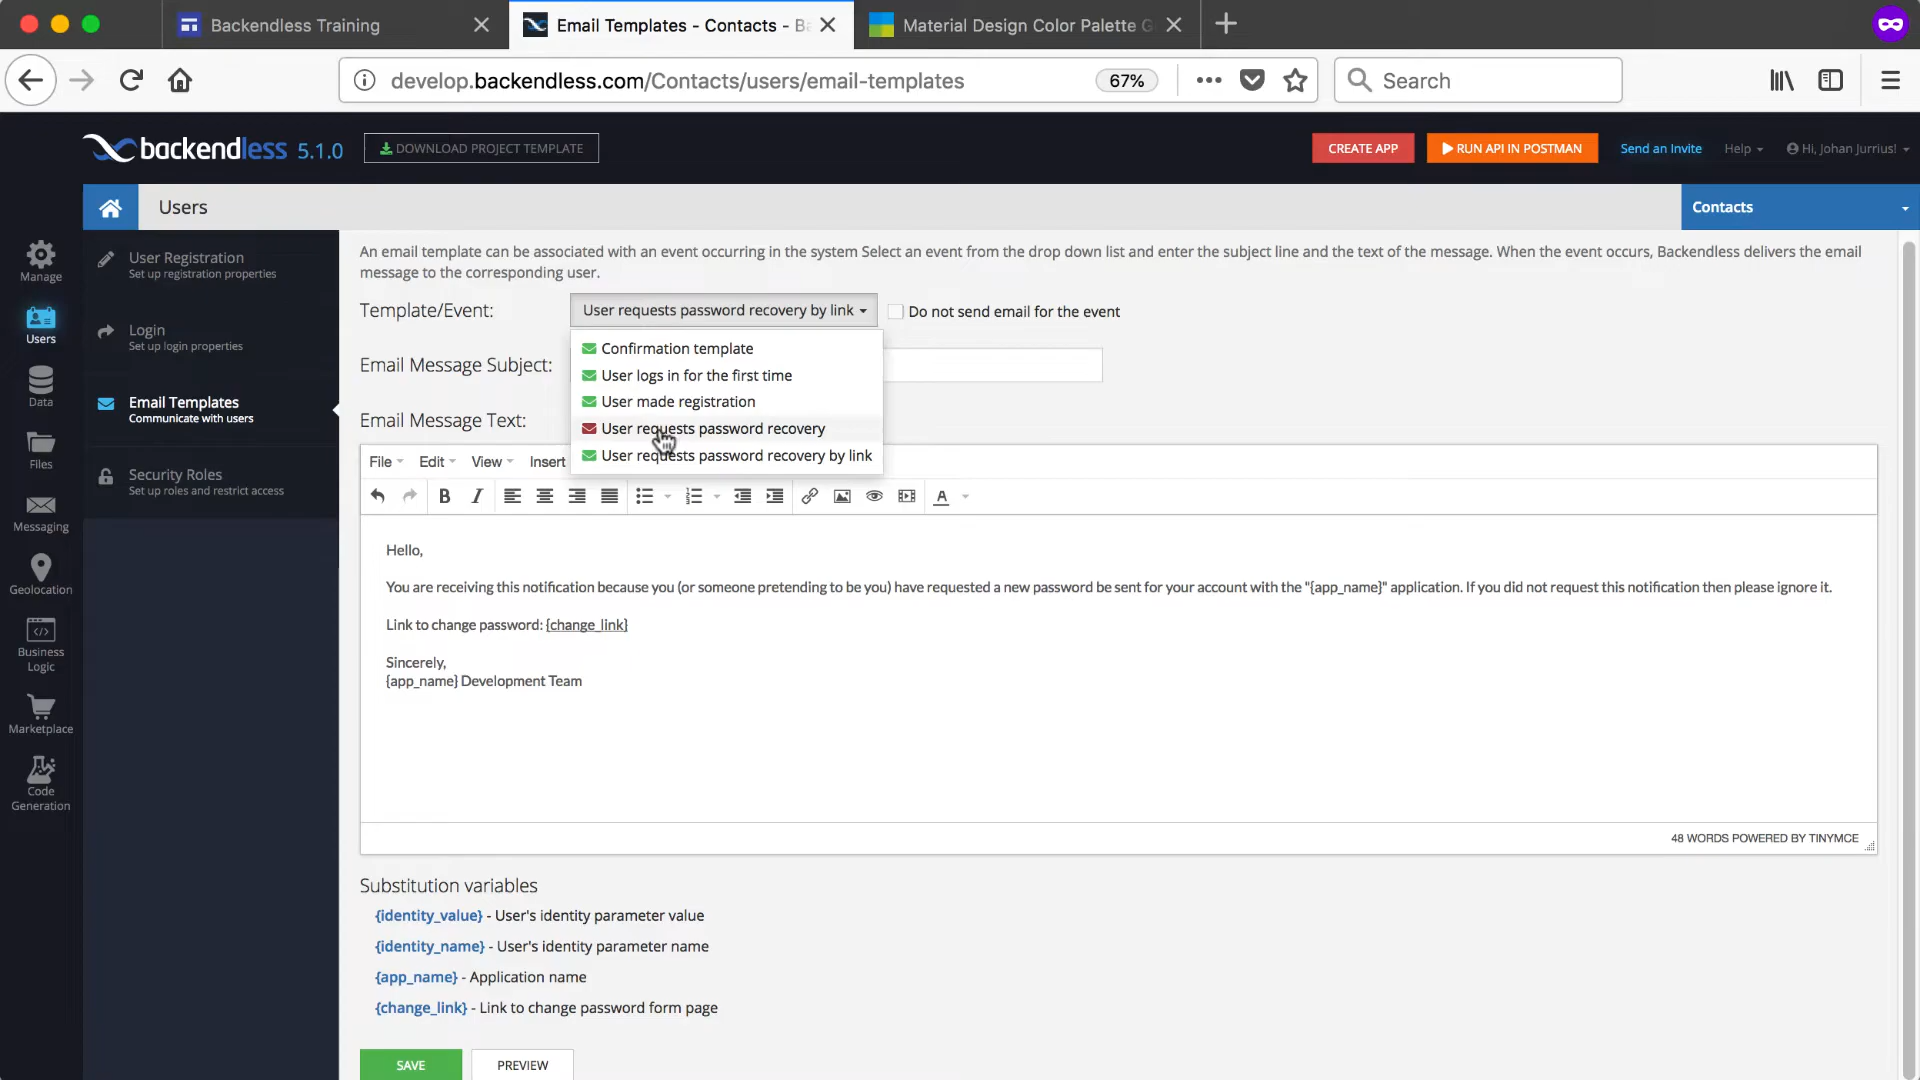 Backendless Training
Email Templates - Contacts - Ba
Material Design Color Palette G
develop.backendless.com/Contacts/users/email-templates
67%
Search
backendless 5.1.0
DOWNLOAD PROJECT TEMPLATE
CREATE APP
RUN API IN POSTMAN
Send an Invite
Help
Hi, Johan Jurrius!
Users
Contacts
Manage
Users
Data
Files
Messaging
Geolocation
Business
Logic
Marketplace
Code
Generation
User Registration
Set up registration properties
Login
Set up login properties
Email Templates
Communicate with users
Security Roles
Set up roles and restrict access
An email template can be associated with an event occurring in the system Select an event from the drop down list and enter the subject line and the text of the message. When the event occurs, Backendless delivers the email
message to the corresponding user.
Template/Event:
User requests password recovery by link
Do not send email for the event
Confirmation template
User logs in for the first time
User made registration
User requests password recovery
User requests password recovery by link
Email Message Subject:
Email Message Text:
File
Edit
View
Insert
B
I
A
Hello,
You are receiving this notification because you (or someone pretending to be you) have requested a new password be sent for your account with the "{app_name}" application. If you did not request this notification then please ignore it.
Link to change password: {change_link}
Sincerely,
{app_name} Development Team
48 WORDS POWERED BY TINYMCE
Substitution variables
{identity_value} - User's identity parameter value
{identity_name} - User's identity parameter name
{app_name} - Application name
{change_link} - Link to change password form page
SAVE
PREVIEW